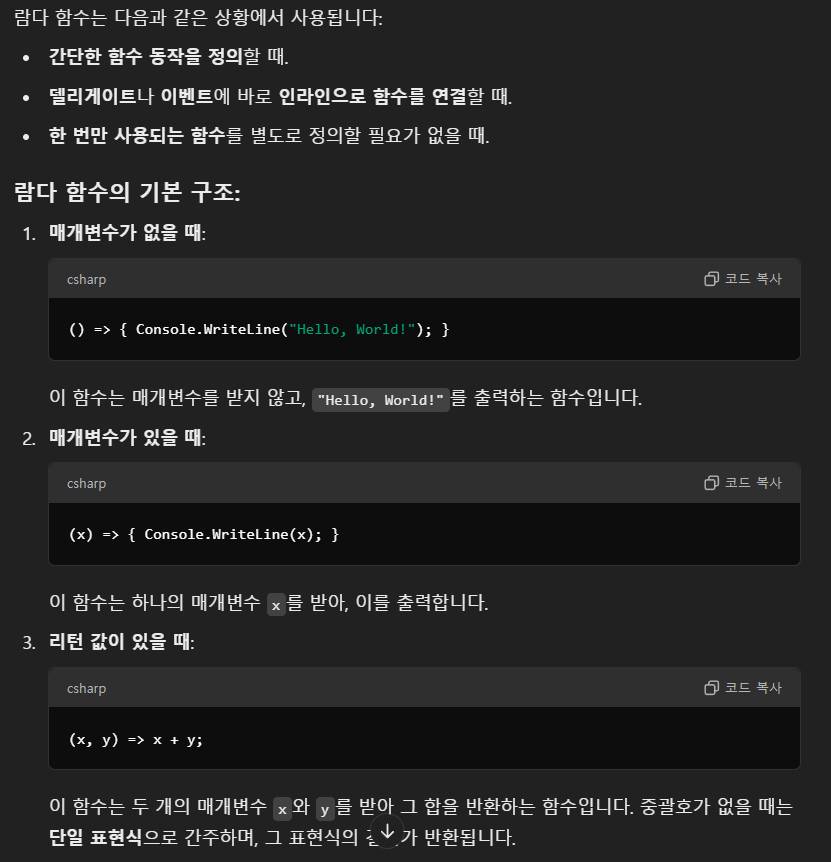 람다 함수는 다음과 같은 상황에서 사용됩니다:
• 간단한 함수 동작을 정의할 때.
• 델리게이트나 이벤트에 바로 인라인으로 함수를 연결할 때.
• 한 번만 사용되는 함수를 별도로 정의할 필요가 없을 때.
람다 함수의 기본 구조:
1. 매개변수가 없을 때:
csharp 코드 복사
() => { Console.WriteLine("Hello, World!"); }
이 함수는 매개변수를 받지 않고, "Hello, World!"를 출력하는 함수입니다.
2. 매개변수가 있을 때:
csharp 코드 복사
(x) => { Console.WriteLine(x); }
이 함수는 하나의 매개변수 x를 받아, 이를 출력합니다.
3. 리턴 값이 있을 때:
csharp 코드 복사
(x, y) => x + y;
이 함수는 두 개의 매개변수 x와 y를 받아 그 합을 반환하는 함수입니다. 중괄호가 없을 때는
단일 표현식으로 간주하며, 그 표현식의 반환됩니다.